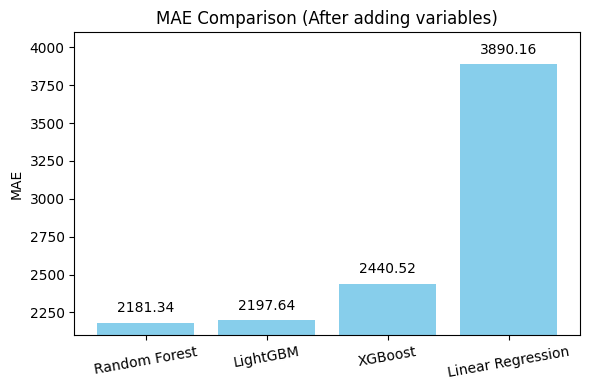 MAE Comparison (After adding variables)
MAE
4000
3750
3500
3250
3000
2750
2500
2250
2181.34
2197.64
2440.52
3890.16
Random Forest
LightGBM
XGBoost
Linear Regression